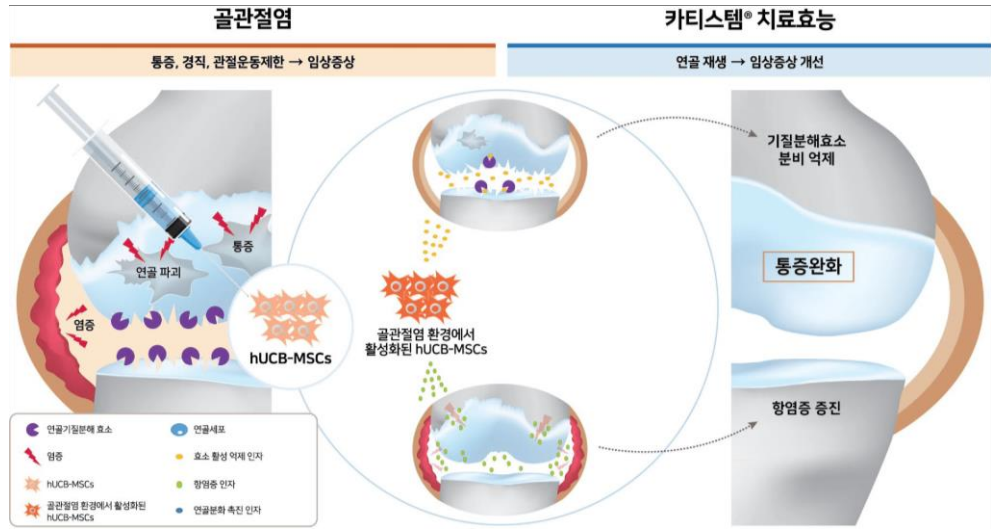 골관절염
카티스템® 치료효능
통증, 경직, 관절운동제한 → 임상증상
연골 재생 → 임상증상 개선
통증
연골 파괴
염증
hUCB-MSCs
골관절염 환경에서
활성화된 hUCB-MSCs
기질분해효소
분비 억제
통증완화
항염증 증진
연골기질분해 효소
연골세포
염증
효소 활성 억제 인자
hUCB-MSCs
항염증 인자
골관절염 환경에서 활성화된
hUCB-MSCs
연골분화 촉진 인자